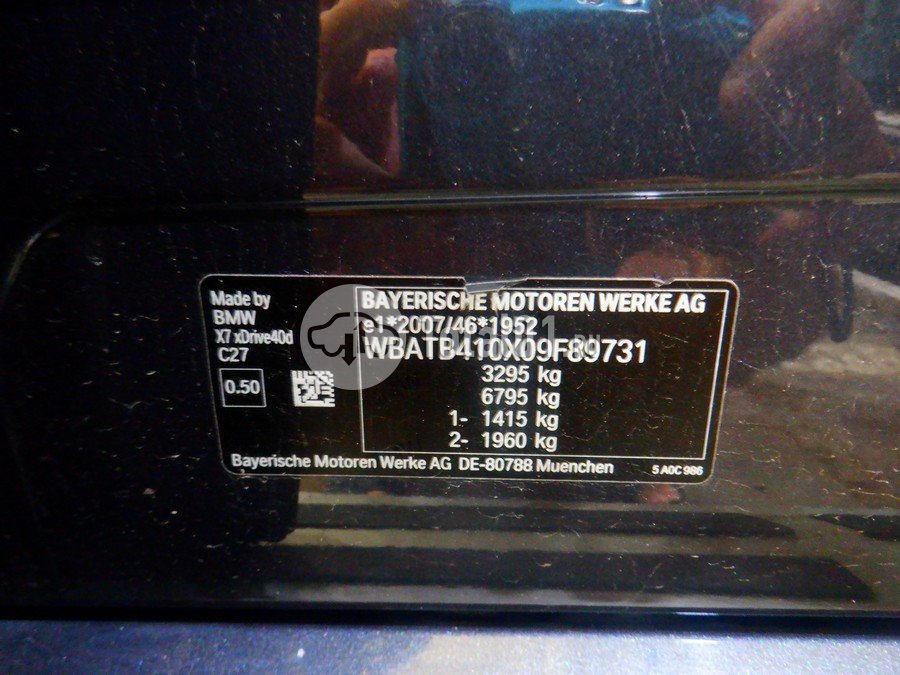 Made by
BMW
X7 xDrive40d
C27
0.50
BAYERISCHE MOTOREN WERKE AG
e1*2007/46*1952
WBATB410X09F89731
3295 kg
6795 kg
1- 1415 kg
2- 1960 kg
Bayerische Motoren Werke AG DE-80788 Muenchen
5 A0C 986